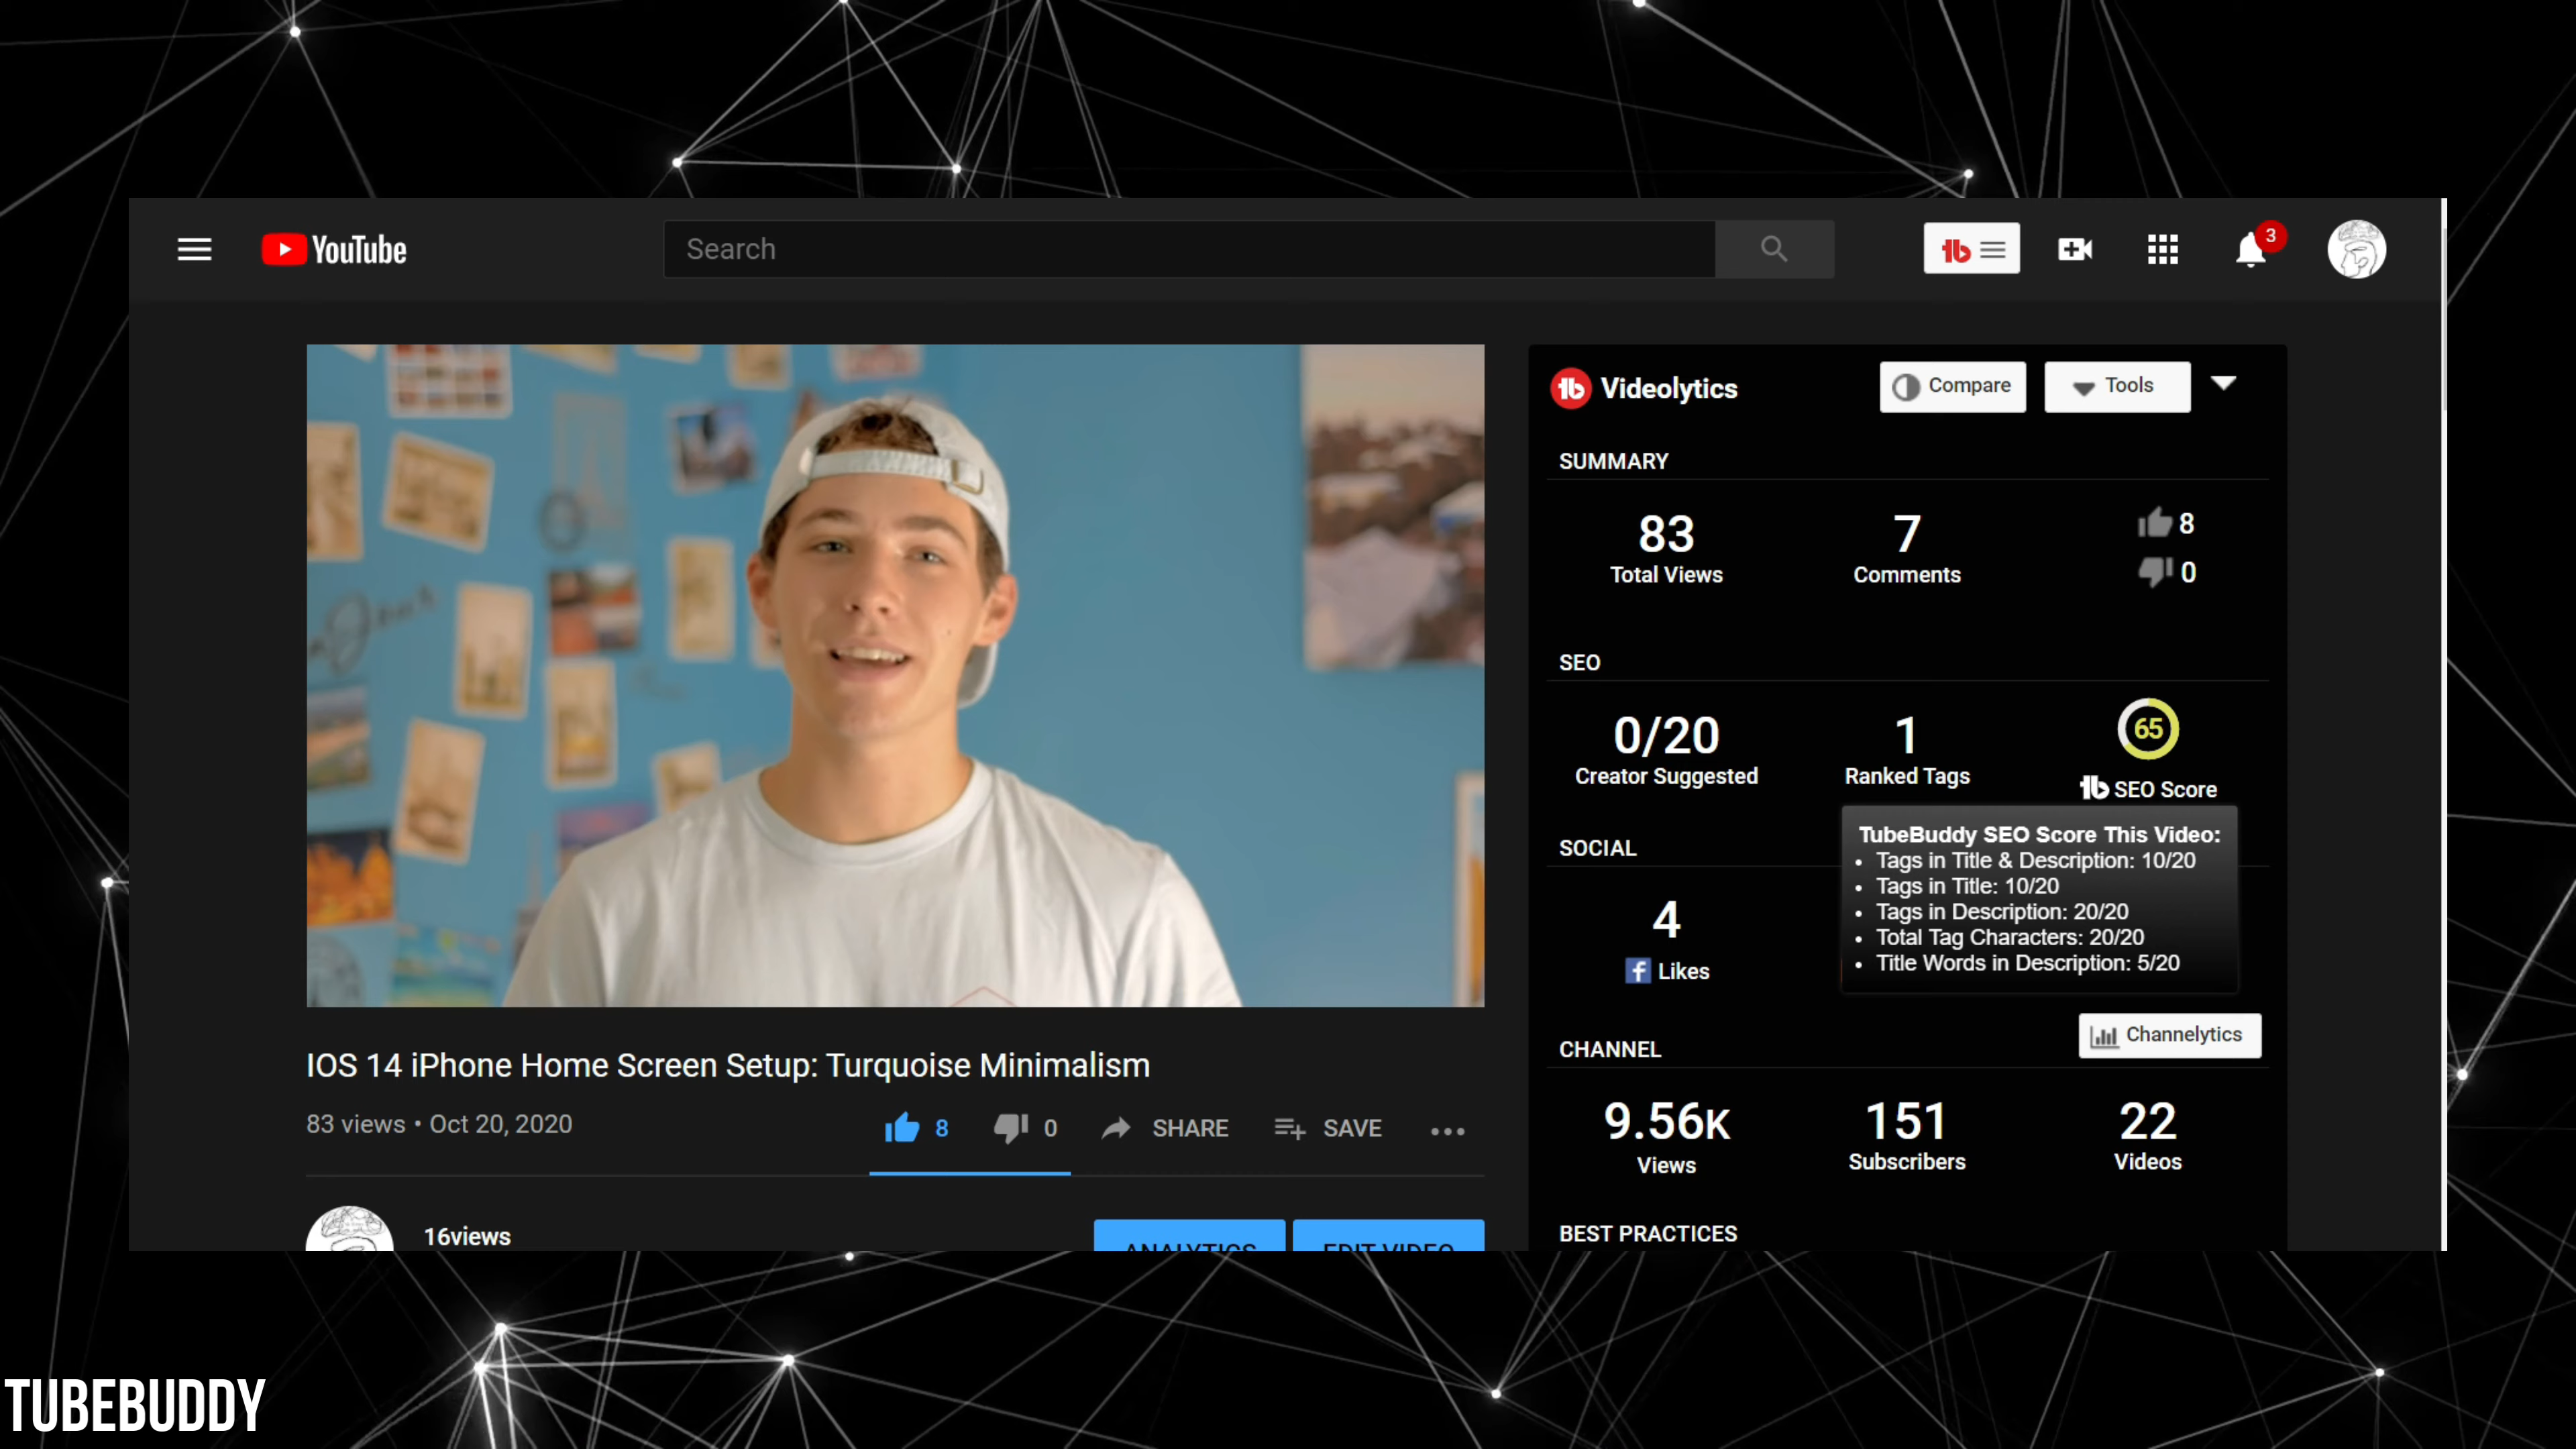 YouTube
Search
3
Videolytics
Compare
Tools
SUMMARY
83
Total Views
7
Comments
8
0
SEO
0/20
Creator Suggested
1
Ranked Tags
65
SEO Score
SOCIAL
4
Likes
TubeBuddy SEO Score This Video:
• Tags in Title & Description: 10/20
• Tags in Title: 10/20
• Tags in Description: 20/20
• Total Tag Characters: 20/20
• Title Words in Description: 5/20
CHANNEL
Channelytics
9.56K
Views
151
Subscribers
22
Videos
BEST PRACTICES
IOS 14 iPhone Home Screen Setup: Turquoise Minimalism
83 views • Oct 20, 2020
8
0
SHARE
SAVE
16views
ANALYTICS
EDIT VIDEO
TUBEBUDDY